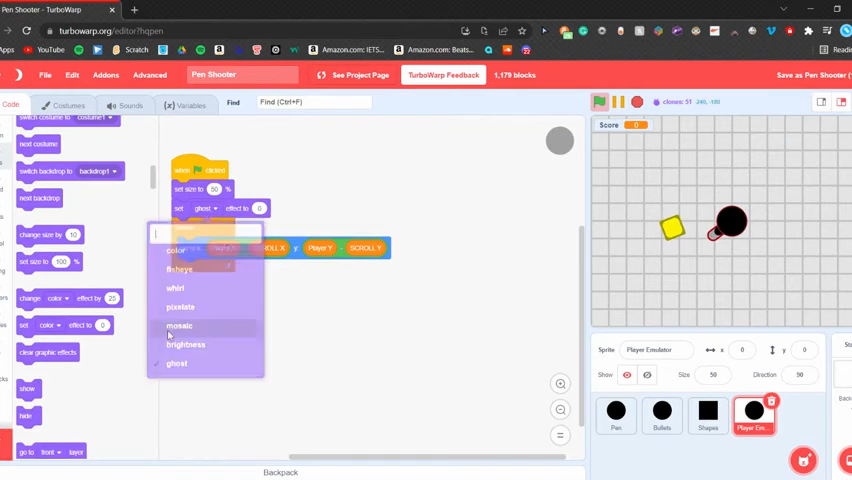 Pen Shooter - TurboWarp
turbowarp.org/editor?hqpen
Apps
YouTube
Scratch
Amazon.com: IETS...
Amazon.com: Beats...
Reading
File
Edit
Addons
Advanced
Pen Shooter
See Project Page
TurboWarp Feedback
1,179 blocks
Save as Pen Shooter (
Code
Costumes
Sounds
(x) Variables
Find
Find (Ctrl+F)
clones: 51 -240, -180
switch costume to costume1
next costume
switch backdrop to backdrop1
next backdrop
change size by 10
set size to 100 %
change color effect by 25
set color effect to 0
clear graphic effects
show
hide
go to front layer
when clicked
set size to 50 %
set ghost effect to 0
SCROLL X y: Player Y - SCROLL Y
color
fisheye
whirl
pixelate
mosaic
brightness
ghost
Score 0
Sprite
Player Emulator
x 0
y 0
Show
Size 50
Direction 90
Pen
Bullets
Shapes
Player Em...
Backpack